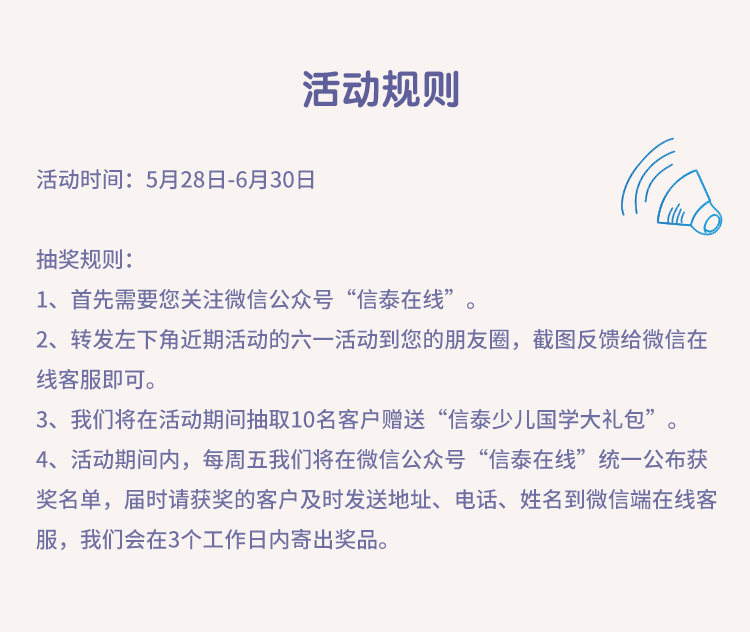 活动规则
活动时间：5月28日-6月30日
抽奖规则：
1、首先需要您关注微信公众号“信泰在线”。
2、转发左下角近期活动的六一活动到您的朋友圈，截图反馈给微信在
线客服即可。
3、我们将在活动期间抽取10名客户赠送“信泰少儿国学大礼包”。
4、活动期间内，每周五我们将在微信公众号“信泰在线”统一公布获
奖名单，届时请获奖的客户及时发送地址、电话、姓名到微信端在线客
服，我们会在3个工作日内寄出奖品。